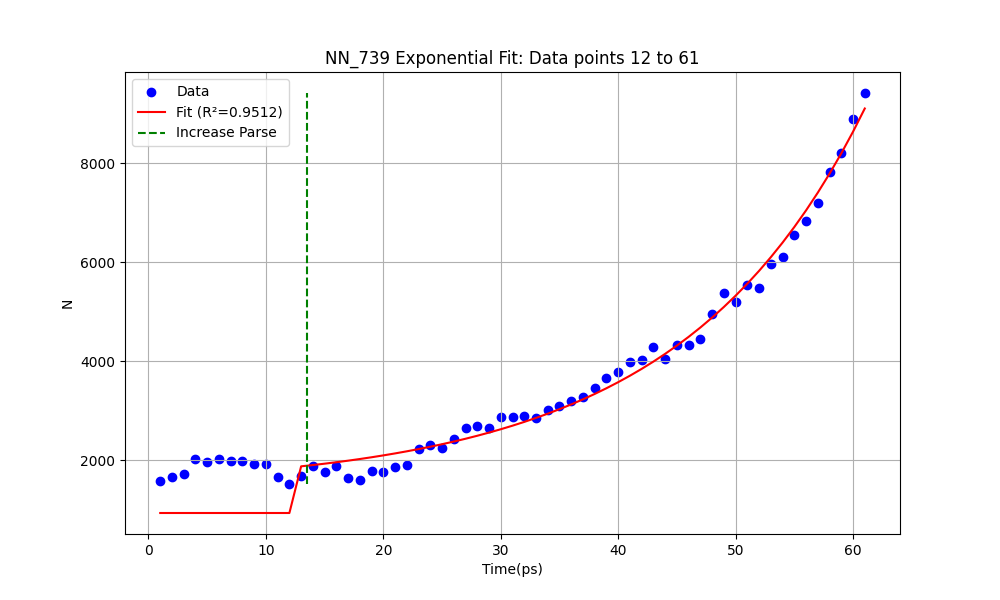 NN_739 Exponential Fit: Data points 12 to 61
Data
Fit (R²=0.9512)
Increase Parse
8000
6000
4000
2000
N
0
10
20
30
40
50
60
Time(ps)